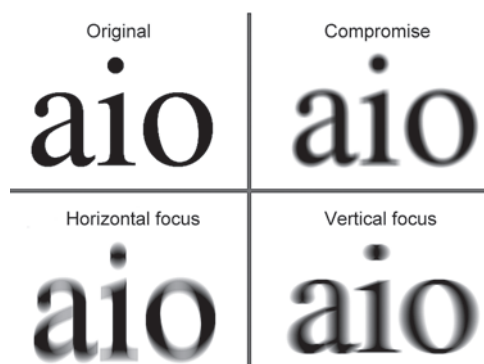 Original
aio
Compromise
aio
Horizontal focus
aio
Vertical focus
aio